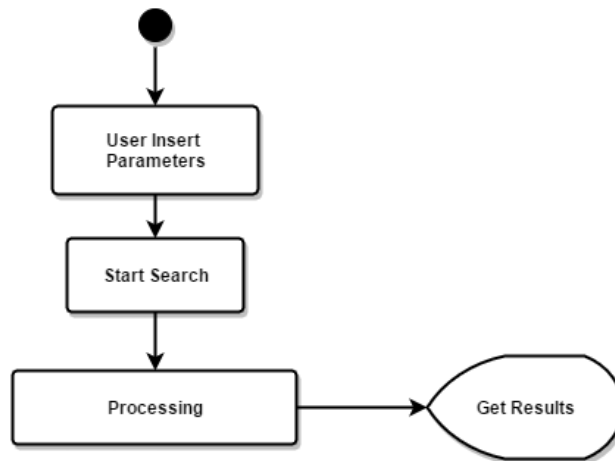 User Insert
Parameters
Start Search
Processing
Get Results